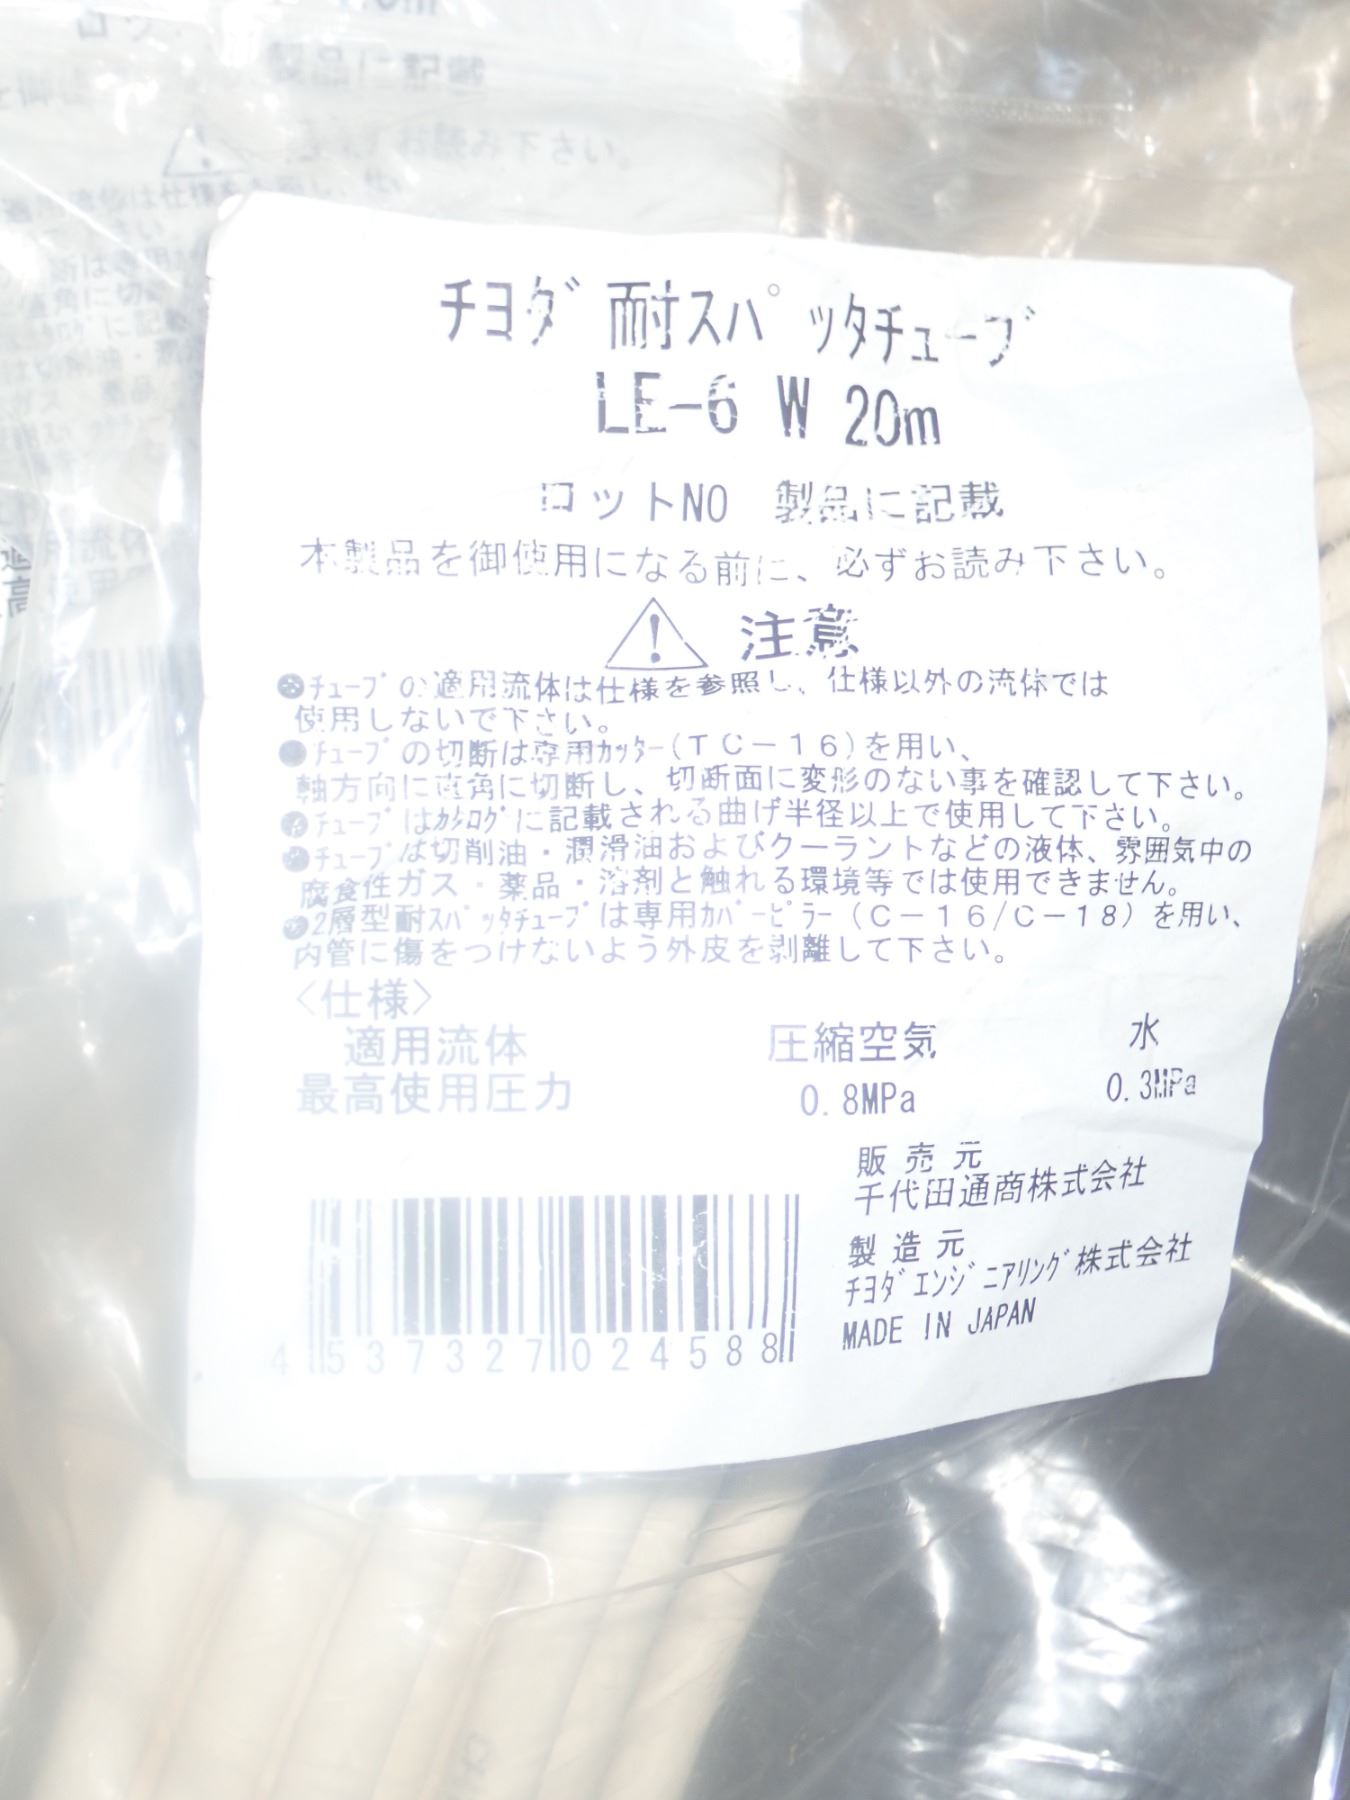 製品に記載
お読み下さい。
チヨダ 耐スパッタチューブ
LE-6 W 20m
ロットNO 製品に記載
本製品を御使用になる前に、必ずお読み下さい。
注意
●チューブの適用流体は仕様を参照し、仕様以外の流体では
使用しないで下さい。
●チューブの切断は専用カッター(TC-16)を用い、
軸方向に直角に切断し、切断面に変形のない事を確認して下さい。
●チューブはカタログに記載される曲げ半径以上で使用して下さい。
●チューブは切削油・潤滑油およびクーラントなどの液体、雰囲気中の
腐食性ガス・薬品・溶剤と触れる環境等では使用できません。
●2層型耐スパッタチューブは専用カバーピラー(C-16/C-18)を用い、
内管に傷をつけないよう外皮を剥離して下さい。
〈仕様〉
適用流体 圧縮空気 水
最高使用圧力 0.8MPa 0.3MPa
販売元
千代田通商株式会社
製造元
チヨダエンジニアリング株式会社
MADE IN JAPAN
4 537327 024588